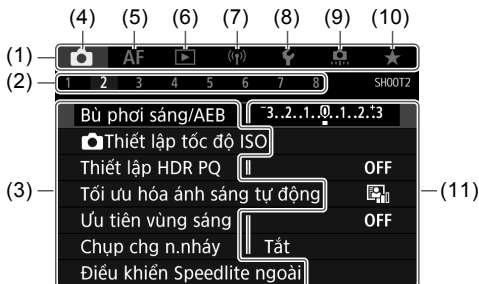 (4) (5) (6) (7) (8) (9) (10)
(1) AF
(2) 1 2 3 4 5 6 7 8 SHOOT2
Bù phơi sáng/AEB -3..2..1..0..1..2..+3
Thiết lập tốc độ ISO
Thiết lập HDR PQ OFF
(3) Tối ưu hóa ánh sáng tự động (11)
Ưu tiên vùng sáng OFF
Chụp chg n.nháy Tắt
Điều khiển Speedlite ngoài